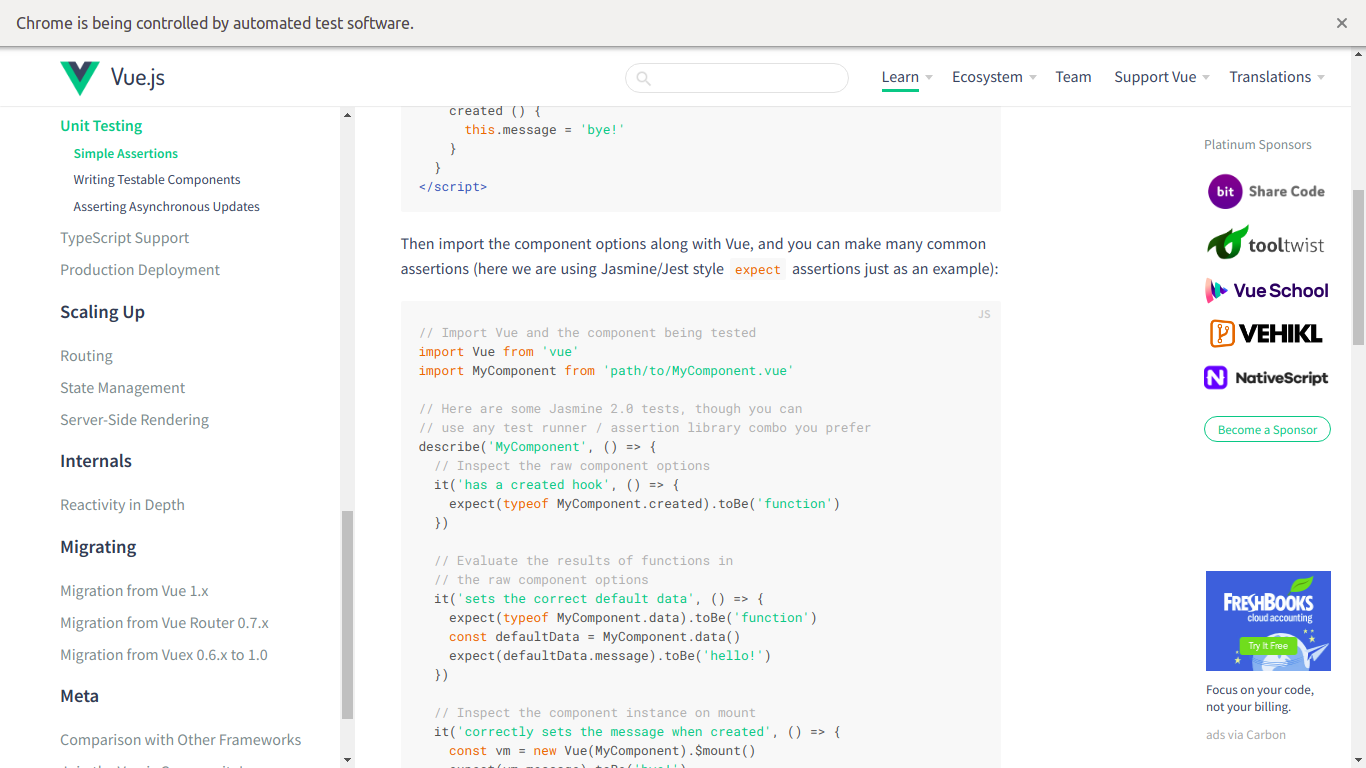 Chrome is being controlled by automated test software.
Vue.js
Learn
Ecosystem
Team
Support Vue
Translations
Unit Testing
Simple Assertions
Writing Testable Components
Asserting Asynchronous Updates
TypeScript Support
Production Deployment
Scaling Up
Routing
State Management
Server-Side Rendering
Internals
Reactivity in Depth
Migrating
Migration from Vue 1.x
Migration from Vue Router 0.7.x
Migration from Vuex 0.6.x to 1.0
Meta
Comparison with Other Frameworks
created () {
this.message = 'bye!'
}
}
</script>
Then import the component options along with Vue, and you can make many common
assertions (here we are using Jasmine/Jest style expect assertions just as an example):
JS
// Import Vue and the component being tested
import Vue from 'vue'
import MyComponent from 'path/to/MyComponent.vue'
// Here are some Jasmine 2.0 tests, though you can
// use any test runner / assertion library combo you prefer
describe('MyComponent', () => {
// Inspect the raw component options
it('has a created hook', () => {
expect(typeof MyComponent.created).toBe('function')
})
// Evaluate the results of functions in
// the raw component options
it('sets the correct default data', () => {
expect(typeof MyComponent.data).toBe('function')
const defaultData = MyComponent.data()
expect(defaultData.message).toBe('hello!')
})
// Inspect the component instance on mount
it('correctly sets the message when created', () => {
const vm = new Vue(MyComponent).$mount()
Platinum Sponsors
bit Share Code
tooltwist
Vue School
VEHIKL
NativeScript
Become a Sponsor
FRESHBOOKS
cloud accounting
Try It Free
Focus on your code,
not your billing.
ads via Carbon